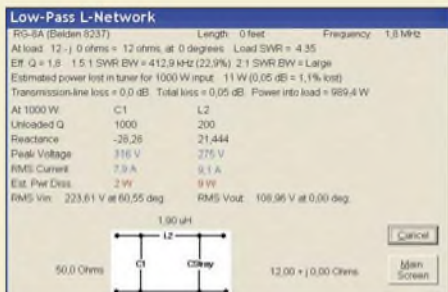 Low-Pass L-Network
RG-8A (Belden 8237) Length: 0 feet Frequency: 1,8 MHz
At load 12 - j 0 ohms = 12 ohms, at 0 degrees Load SWR = 4.35
Eff. Q = 1,8 1.5:1 SWR BW = 412,9 kHz (22,9%) 2:1 SWR BW = Large
Estimated power lost in tuner for 1000 W input: 11 W (0,05 dB = 1,1% lost)
Transmission-line loss = 0,0 dB Total loss = 0,05 dB Power into load = 989,4 W
At 1000 W: C1 L2
Unloaded Q 1000 200
Reactance -28,26 21,444
Peak Voltage 316 V 275 V
RMS Current 7,9 A 9,1 A
Est. Pwr Diss. 2 W 9 W
RMS Vin: 223,61 V at 60,55 deg. RMS Vout: 108,96 V at 0,00 deg.
1,90 uH
L2
Cancel
C1 CStray
50,0 Ohms 12,00 + j 0,00 Ohms
Main Screen